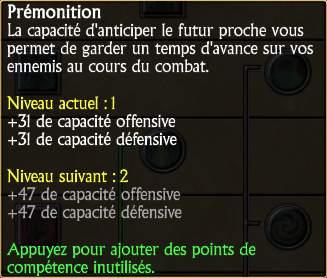 Prémonition
La capacité d'anticiper le futur proche vous
permet de garder un temps d'avance sur vos
ennemis au cours du combat.
Niveau actuel : 1
+31 de capacité offensive
+31 de capacité défensive
Niveau suivant : 2
+47 de capacité offensive
+47 de capacité défensive
Appuyez pour ajouter des points de
compétence inutilisés.